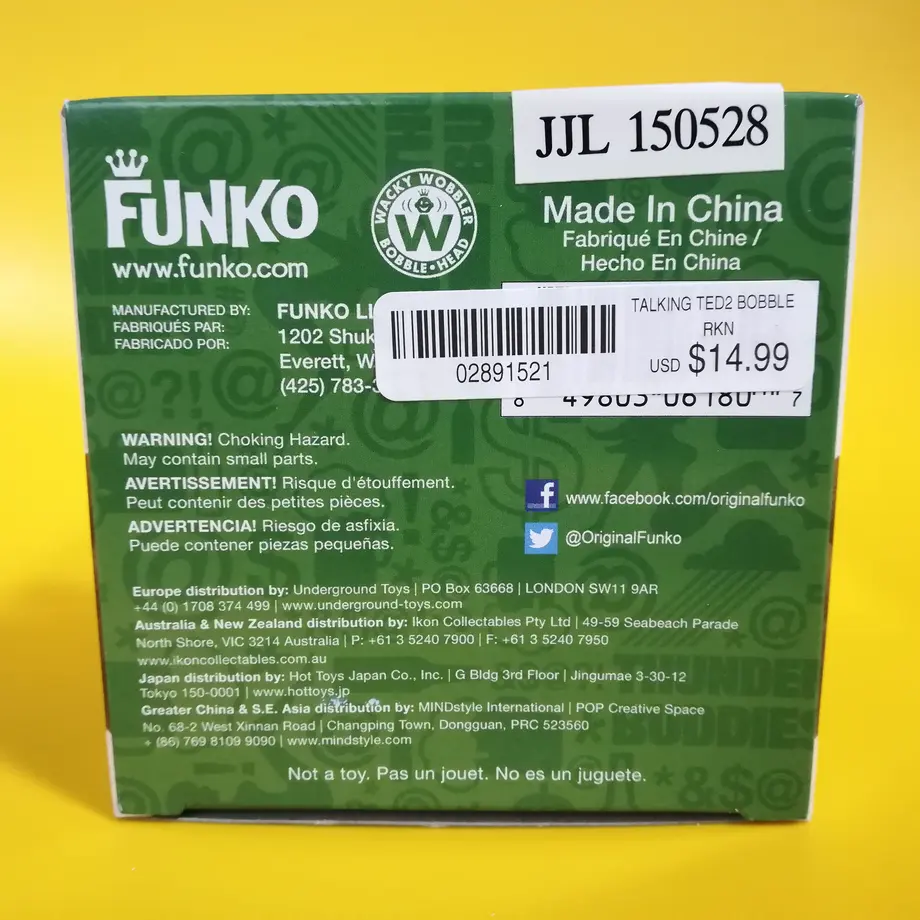 JJL 150528
FUNKO
www.funko.com
WACKY WOBBLER
W
BOBBLE-HEAD
Made In China
Fabriqué En Chine /
Hecho En China
MANUFACTURED BY:
FABRIQUÉS PAR:
FABRICADO POR:
FUNKO
1202
Everett,
(425)
TALKING TED2 BOBBLE
RKN
USD $14.99
02891521
8 49803 06180 7
WARNING! Choking Hazard.
May contain small parts.
AVERTISSEMENT! Risque d'étouffement.
Peut contenir des petites pièces.
ADVERTENCIA! Riesgo de asfixia.
Puede contener piezas pequeñas.
f www.facebook.com/originalfunko
@OriginalFunko
Europe distribution by: Underground Toys | PO Box 63668 | LONDON SW11 9AR
+44 (0) 1708 374 499 | www.underground-toys.com
Australia & New Zealand distribution by: Ikon Collectables Pty Ltd | 49-59 Seabeach Parade
North Shore, VIC 3214 Australia | P: +61 3 5240 7900 | F: +61 3 5240 7950
www.ikoncollectables.com.au
Japan distribution by: Hot Toys Japan Co., Inc. | G Bldg 3rd Floor | Jingumae 3-30-12
Tokyo 150-0001 | www.hottoys.jp
Greater China & S.E. Asia distribution by: MINDstyle International | POP Creative Space
No. 68-2 West Xinnan Road | Changping Town, Dongguan, PRC 523560
+ (86) 769 8109 9090 | www.mindstyle.com
THUNDER
BUDDIES
Not a toy. Pas un jouet. No es un juguete.